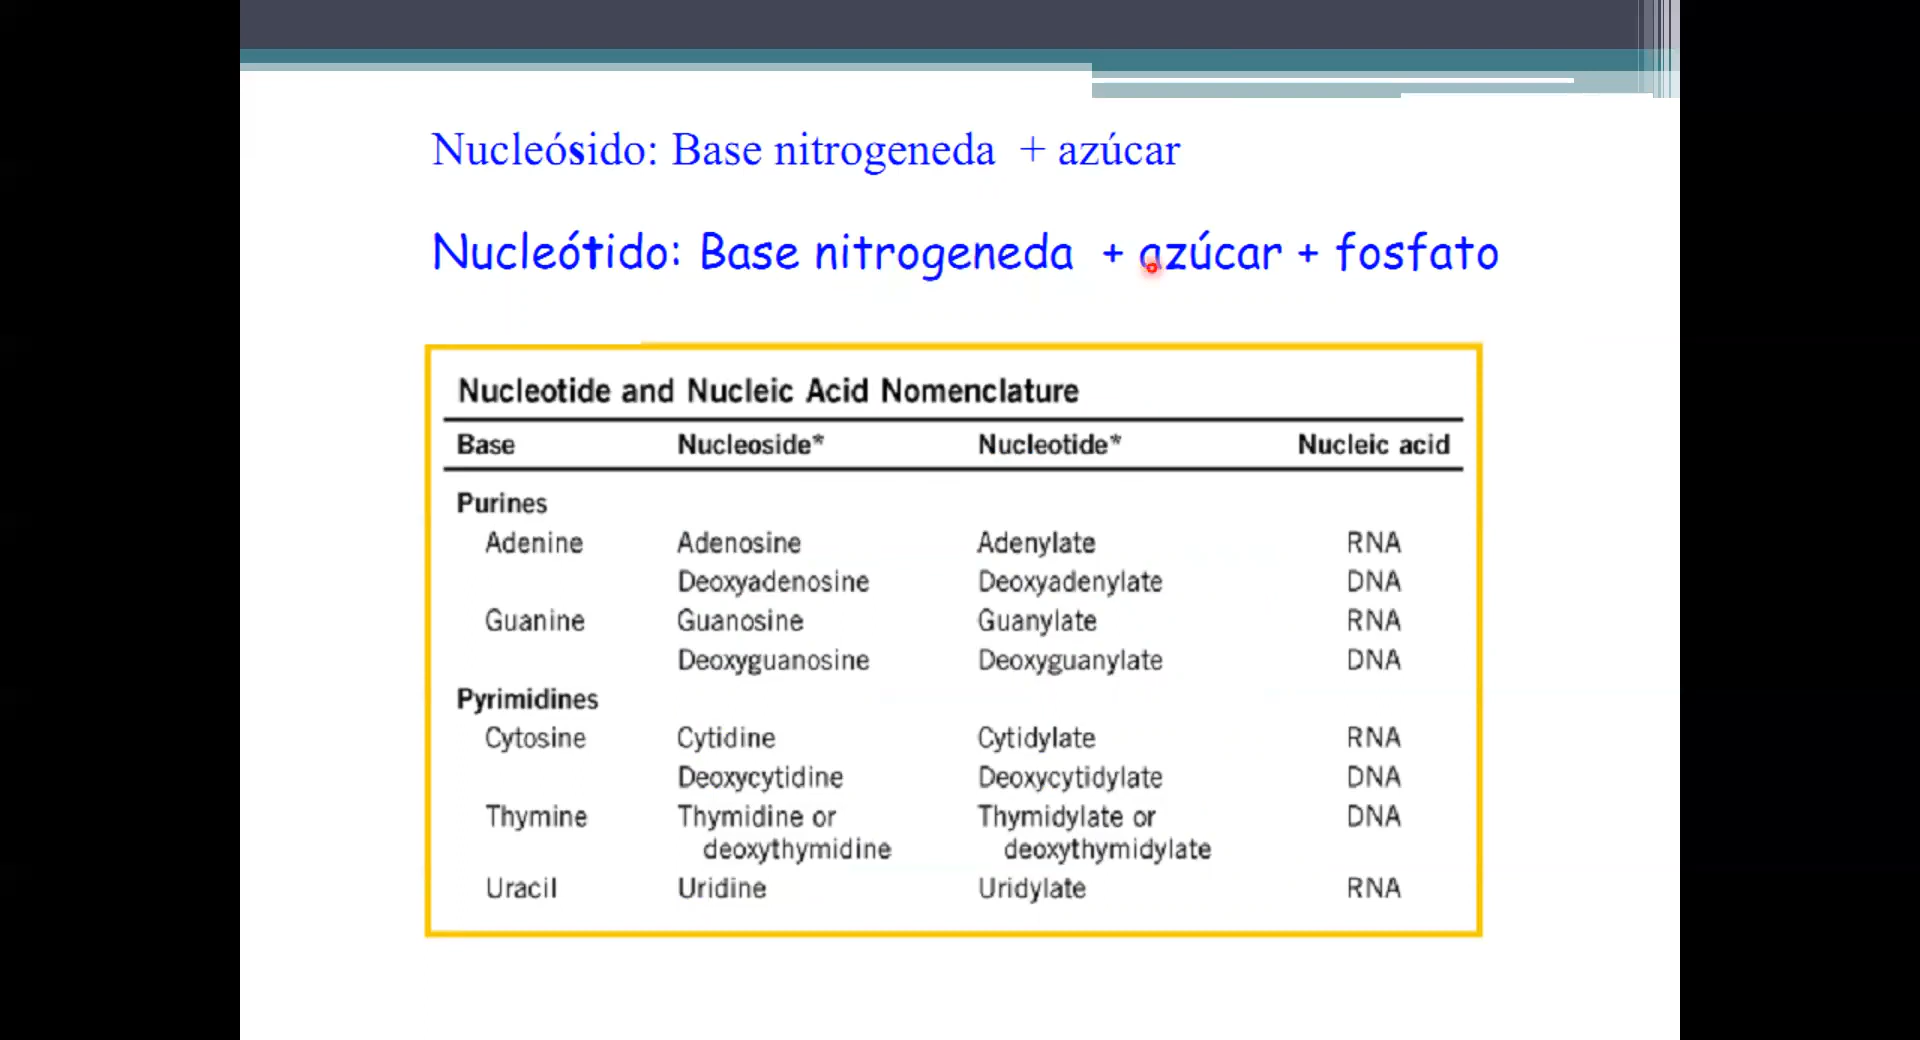 Nucleósido: Base nitrogeneda + azúcar
Nucleótido: Base nitrogeneda + azúcar + fosfato
Nucleotide and Nucleic Acid Nomenclature
Base Nucleoside* Nucleotide* Nucleic acid
Purines
Adenine Adenosine Adenylate RNA
Deoxyadenosine Deoxyadenylate DNA
Guanine Guanosine Guanylate RNA
Deoxyguanosine Deoxyguanylate DNA
Pyrimidines
Cytosine Cytidine Cytidylate RNA
Deoxycytidine Deoxycytidylate DNA
Thymine Thymidine or Thymidylate or DNA
deoxythymidine deoxythymidylate
Uracil Uridine Uridylate RNA